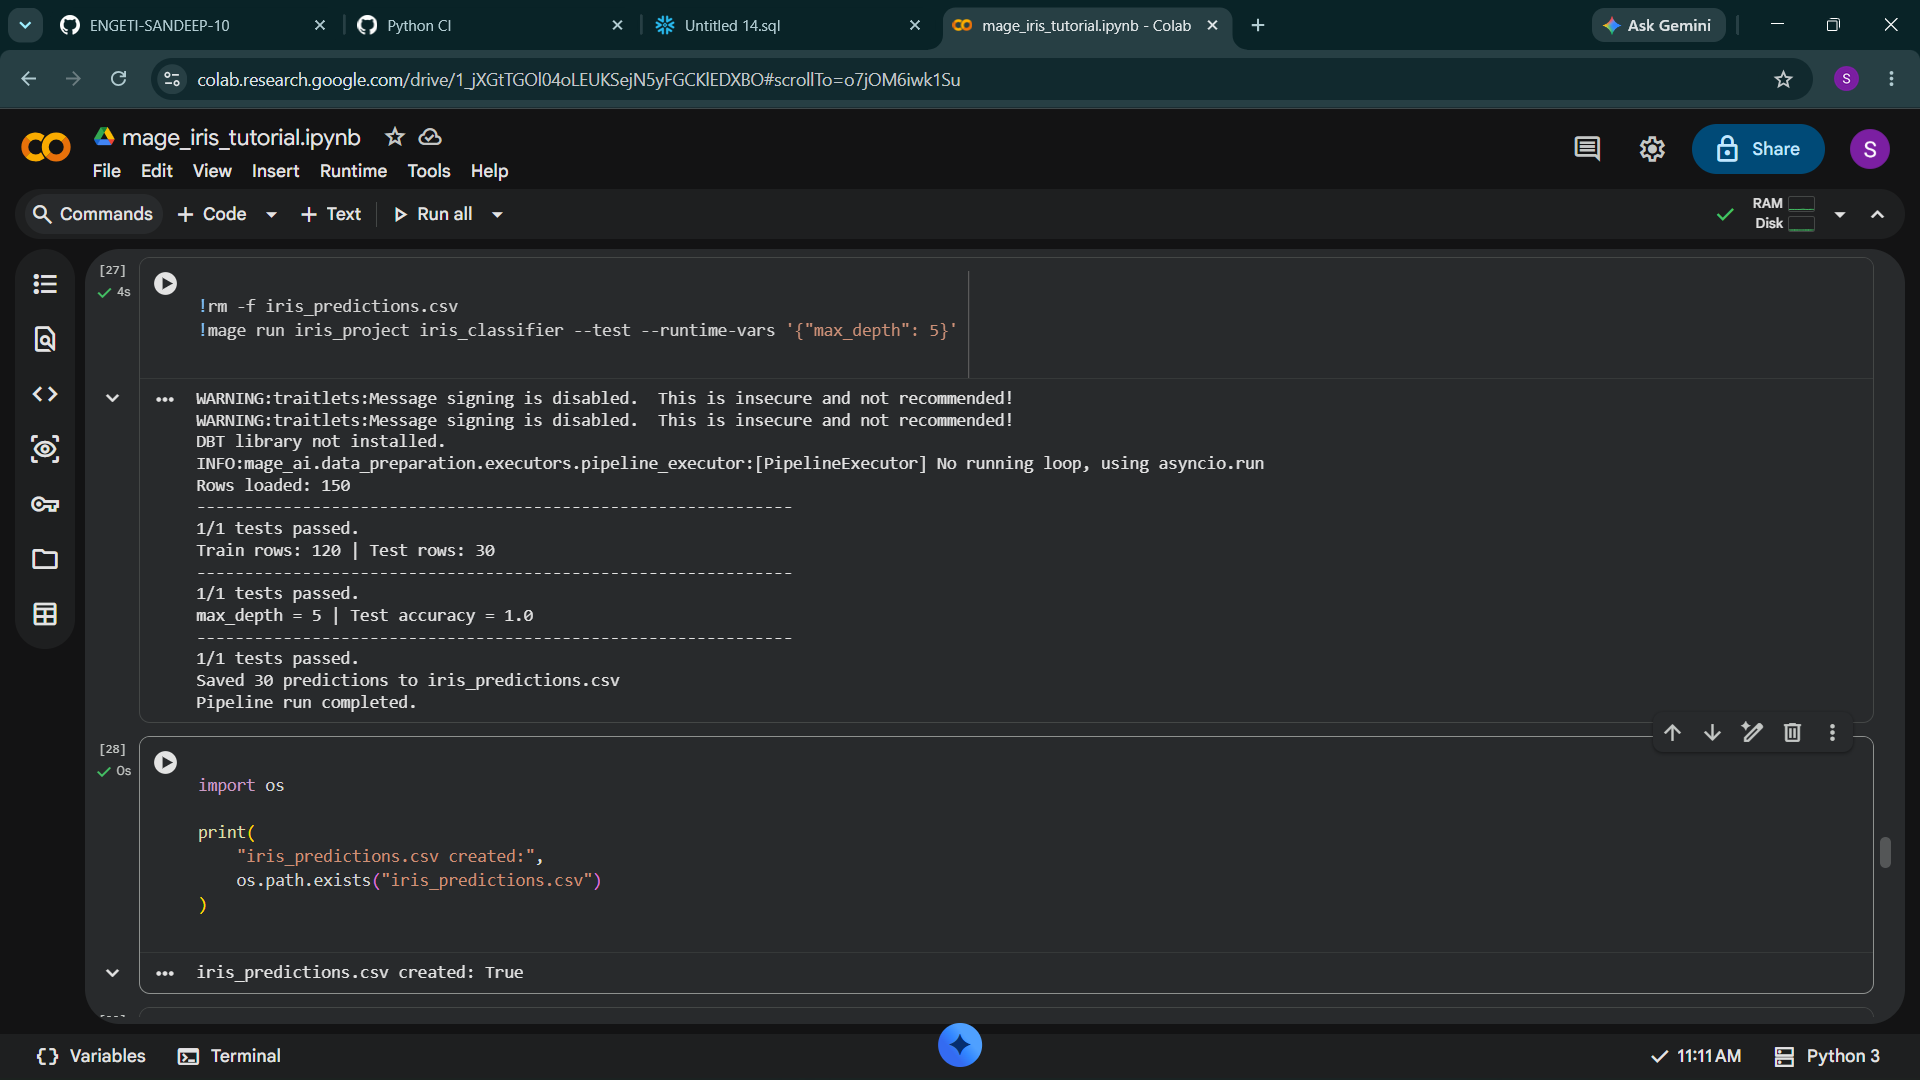 ENGETI-SANDEEP-10
Python CI
Untitled 14.sql
mage_iris_tutorial.ipynb - Colab
Ask Gemini
colab.research.google.com/drive/1_jXGtTGOl04oLEUKSejN5yFGCKlEDXBO#scrollTo=o7jOM6iwk1Su
S
mage_iris_tutorial.ipynb
File Edit View Insert Runtime Tools Help
Share
S
Commands + Code + Text Run all
RAM
Disk
[27]
4s
!rm -f iris_predictions.csv
!mage run iris_project iris_classifier --test --runtime-vars '{"max_depth": 5}'
WARNING:traitlets:Message signing is disabled.  This is insecure and not recommended!
WARNING:traitlets:Message signing is disabled.  This is insecure and not recommended!
DBT library not installed.
INFO:mage_ai.data_preparation.executors.pipeline_executor:[PipelineExecutor] No running loop, using asyncio.run
Rows loaded: 150
--------------------------------------------------------------
1/1 tests passed.
Train rows: 120 | Test rows: 30
--------------------------------------------------------------
1/1 tests passed.
max_depth = 5 | Test accuracy = 1.0
--------------------------------------------------------------
1/1 tests passed.
Saved 30 predictions to iris_predictions.csv
Pipeline run completed.
[28]
0s
import os
print(
"iris_predictions.csv created:",
os.path.exists("iris_predictions.csv")
)
iris_predictions.csv created: True
Variables
Terminal
11:11 AM
Python 3